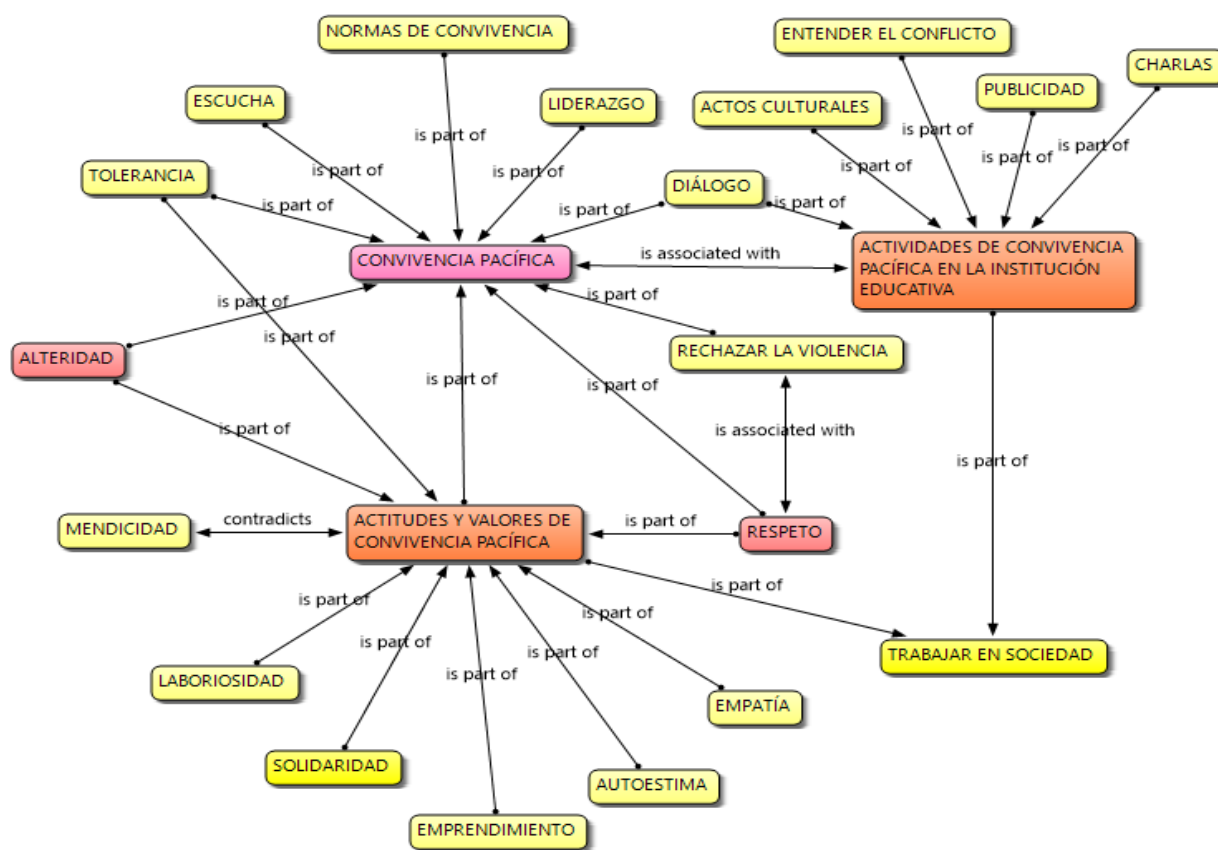 NORMAS DE CONVIVENCIA
ENTENDER EL CONFLICTO
CHARLAS
ESCUCHA
LIDERAZGO
ACTOS CULTURALES
PUBLICIDAD
is part of
is part of
is part of
is part of
is part of
is part of
is part of
TOLERANCIA
DIÁLOGO
is part of
is part of
is part of
CONVIVENCIA PACÍFICA
is associated with
ACTIVIDADES DE CONVIVENCIA
PACÍFICA EN LA INSTITUCIÓN
EDUCATIVA
is part of
is part of
is part of
ALTERIDAD
RECHAZAR LA VIOLENCIA
is part of
is part of
is part of
is associated with
is part of
MENDICIDAD
contradicts
ACTITUDES Y VALORES DE
CONVIVENCIA PACÍFICA
is part of
RESPETO
is part of
is part of
is part of
is part of
is part of
is part of
TRABAJAR EN SOCIEDAD
LABORIOSIDAD
EMPATÍA
SOLIDARIDAD
AUTOESTIMA
EMPRENDIMIENTO